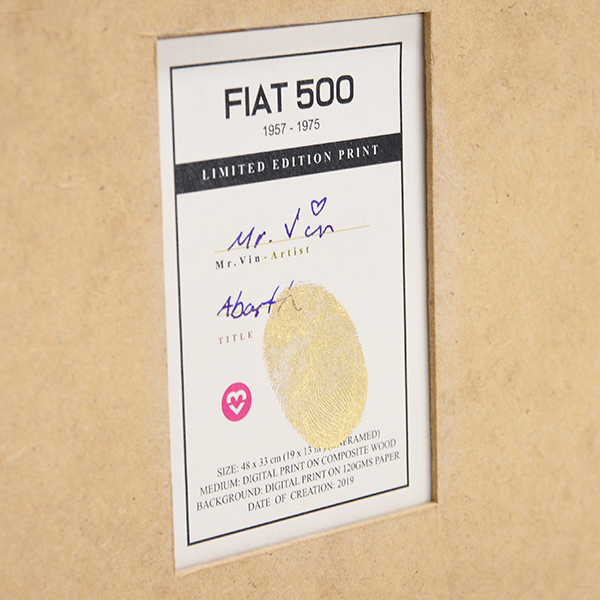 FIAT 500
1957 - 1975
LIMITED EDITION PRINT
Mr. Vin
Mr.Vin-Artist
Abarth
TITLE
SIZE: 48 x 33 cm (19 x 13 in)
MEDIUM: DIGITAL PRINT ON COMPOSITE WOOD
BACKGROUND: DIGITAL PRINT ON 120GMS PAPER
DATE OF CREATION: 2019